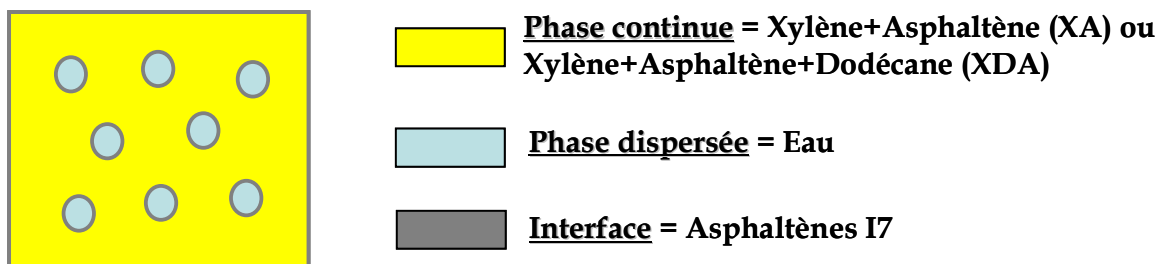 Phase continue = Xylène+Asphaltène (XA) ou
Xylène+Asphaltène+Dodécane (XDA)
Phase dispersée = Eau
Interface = Asphaltènes I7